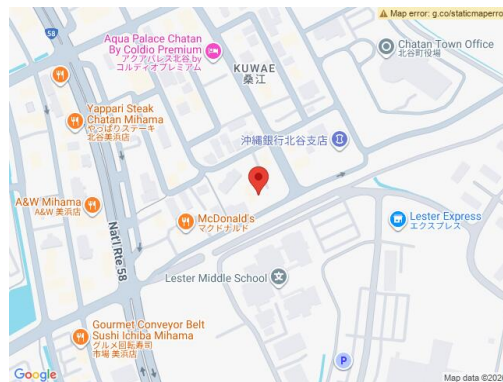 Map error: g.co/staticmaperro
58
Aqua Palace Chatan
By Coldio Premium
アクアパレス北谷 by
コルディオプレミアム
KUWAE
桑江
Chatan Town Office
北谷町役場
Yappari Steak
Chatan Mihama
やっぱりステーキ
北谷美浜店
沖縄銀行北谷支店
A&W Mihama
A&W 美浜店
McDonald's
マクドナルド
Nat'l Rte 58
Lester Express
エクスプレス
Lester Middle School
Gourmet Conveyor Belt
Sushi Ichiba Mihama
グルメ回転寿司
市場 美浜店
P
58
Google
Map data ©202